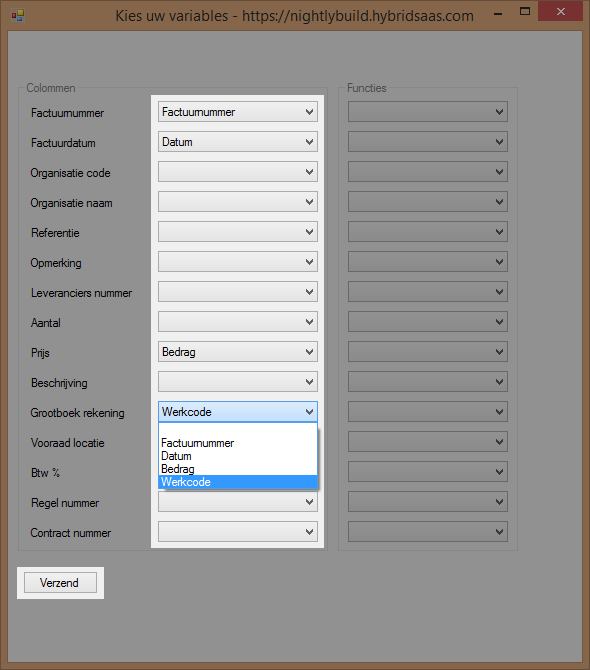 Kies uw variables - https://nightlybuild.hybridsaas.com
Colommen
Functies
Factuurnummer Factuurnummer
Factuurdatum Datum
Organisatie code
Organisatie naam
Referentie
Opmerking
Leveranciers nummer
Aantal
Prijs Bedrag
Beschrijving
Grootboek rekening Werkcode
Factuurnummer
Datum
Bedrag
Werkcode
Vooraad locatie
Btw %
Regel nummer
Contract nummer
Verzend